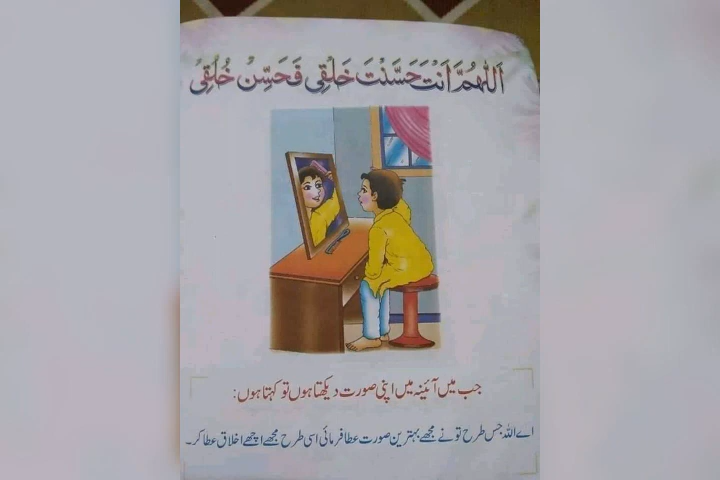 اَللّٰهُمَّ اَنْتَ حَسَّنْتَ خَلْقِي فَحَسِّنْ خُلُقِي
جب میں آئینہ میں اپنی صورت دیکھتا ہوں تو کہتا ہوں:
اے اللہ جس طرح تو نے مجھے بہترین صورت عطا فرمائی اسی طرح مجھے اچھے اخلاق عطا کر۔